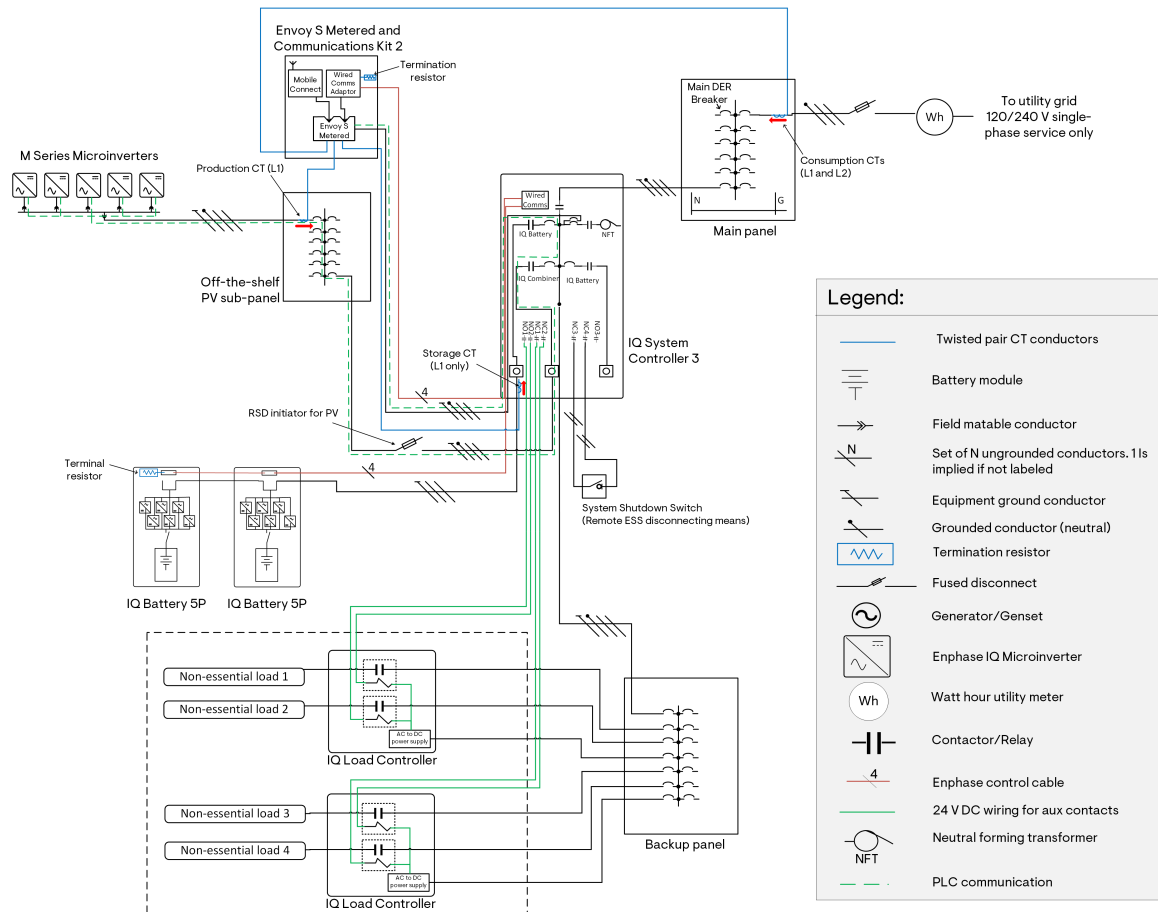 Envoy S Metered and
Communications Kit 2
Mobile
Connect
Wired
Comms
Adaptor
Termination
resistor
Envoy S
Metered
M Series Microinverters
Production CT (L1)
Off-the-shelf
PV sub-panel
Main DER
Breaker
N
G
Main panel
Consumption CTs
(L1 and L2)
Wh
To utility grid
120/240 V single-
phase service only
Wired
Comms
IQ Battery
NFT
IQ Combiner
IQ Battery
NO1
NO2
NC1
NC2
NC3
NC4
NO3
IQ System
Controller 3
Storage CT
(L1 only)
4
RSD initiator for PV
Terminal
resistor
4
System Shutdown Switch
(Remote ESS disconnecting means)
IQ Battery 5P
IQ Battery 5P
Non-essential load 1
Non-essential load 2
AC to DC
power supply
IQ Load Controller
Non-essential load 3
Non-essential load 4
AC to DC
power supply
IQ Load Controller
Backup panel
Legend:
Twisted pair CT conductors
Battery module
Field matable conductor
N
Set of N ungrounded conductors. 1 Is
implied if not labeled
Equipment ground conductor
Grounded conductor (neutral)
Termination resistor
Fused disconnect
Generator/Genset
Enphase IQ Microinverter
Wh
Watt hour utility meter
Contactor/Relay
4
Enphase control cable
24 V DC wiring for aux contacts
NFT
Neutral forming transformer
PLC communication